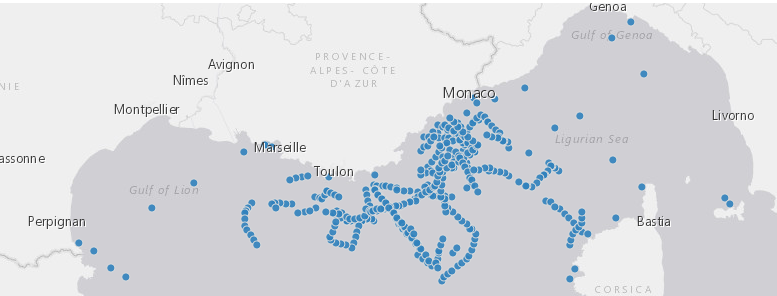 Genoa
Gulf of Genoa
PROVENCE-
ALPES- CÔTE
D'AZUR
Avignon
NIE
Nîmes
Monaco
Montpellier
Livorno
Ligurian Sea
Marseille
assonne
Toulon
Gulf of Lion
Perpignan
Bastia
CORSICA